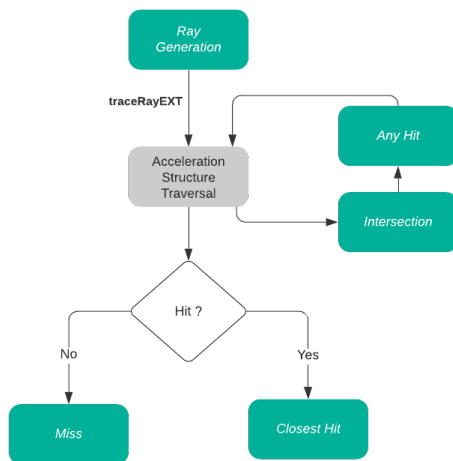 Ray
Generation
traceRayEXT
Acceleration
Structure
Traversal
Any Hit
Intersection
Hit ?
No
Yes
Miss
Closest Hit